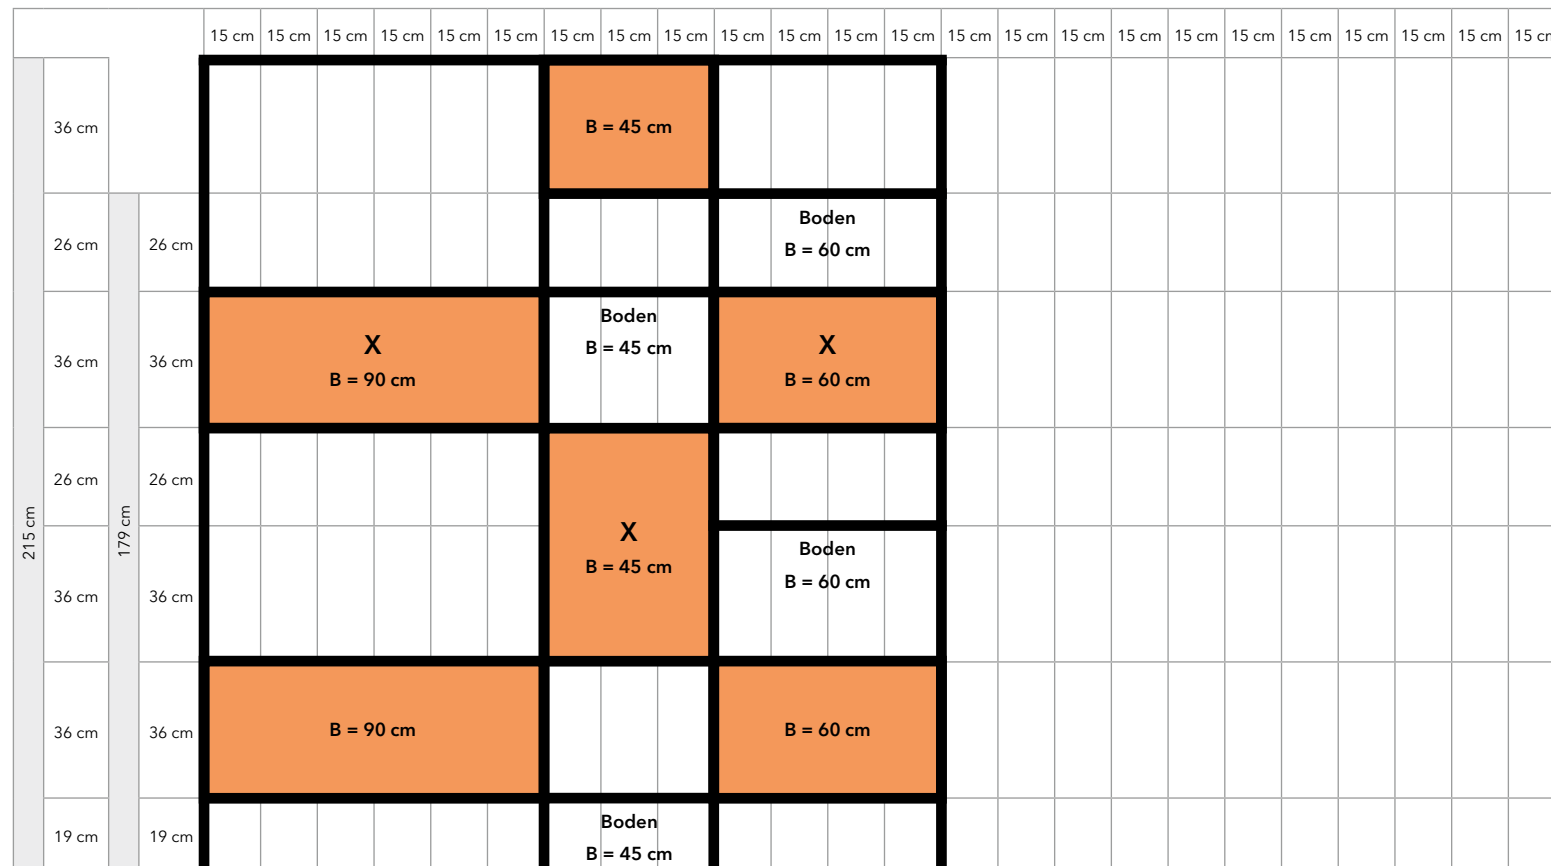 15 cm 15 cm 15 cm 15 cm 15 cm 15 cm 15 cm 15 cm 15 cm 15 cm 15 cm 15 cm 15 cm 15 cm 15 cm 15 cm 15 cm 15 cm 15 cm 15 cm 15 cm 15 cm 15 cm 15 c
36 cm
B = 45 cm
26 cm 26 cm
Boden
B = 60 cm
36 cm 36 cm
X
B = 90 cm
Boden
B = 45 cm
X
B = 60 cm
26 cm 26 cm
215 cm
179 cm
X
B = 45 cm
36 cm 36 cm
Boden
B = 60 cm
36 cm 36 cm
B = 90 cm
B = 60 cm
19 cm 19 cm
Boden
B = 45 cm